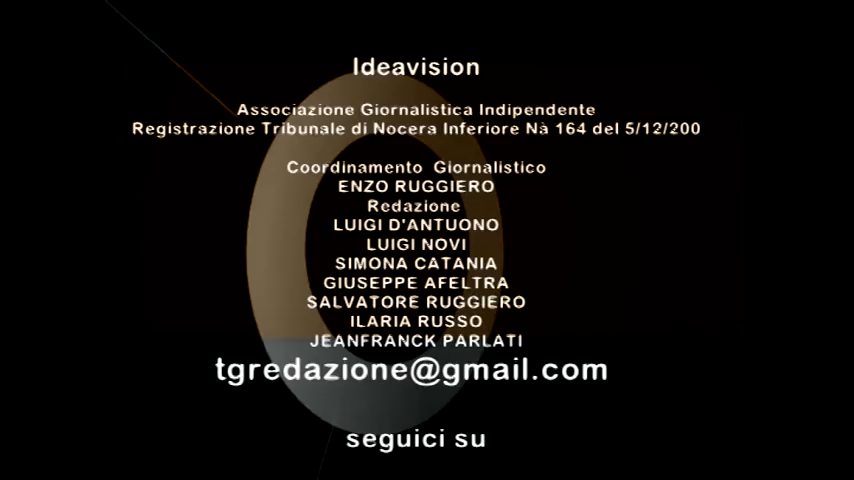 Ideavision
Associazione Giornalistica Indipendente
Registrazione Tribunale di Nocera Inferiore Nà 164 del 5/12/200
Coordinamento Giornalistico
ENZO RUGGIERO
Redazione
LUIGI D'ANTUONO
LUIGI NOVI
SIMONA CATANIA
GIUSEPPE AFELTRA
SALVATORE RUGGIERO
ILARIA RUSSO
JEANFRANCK PARLATI
tgredazione@gmail.com
seguici su